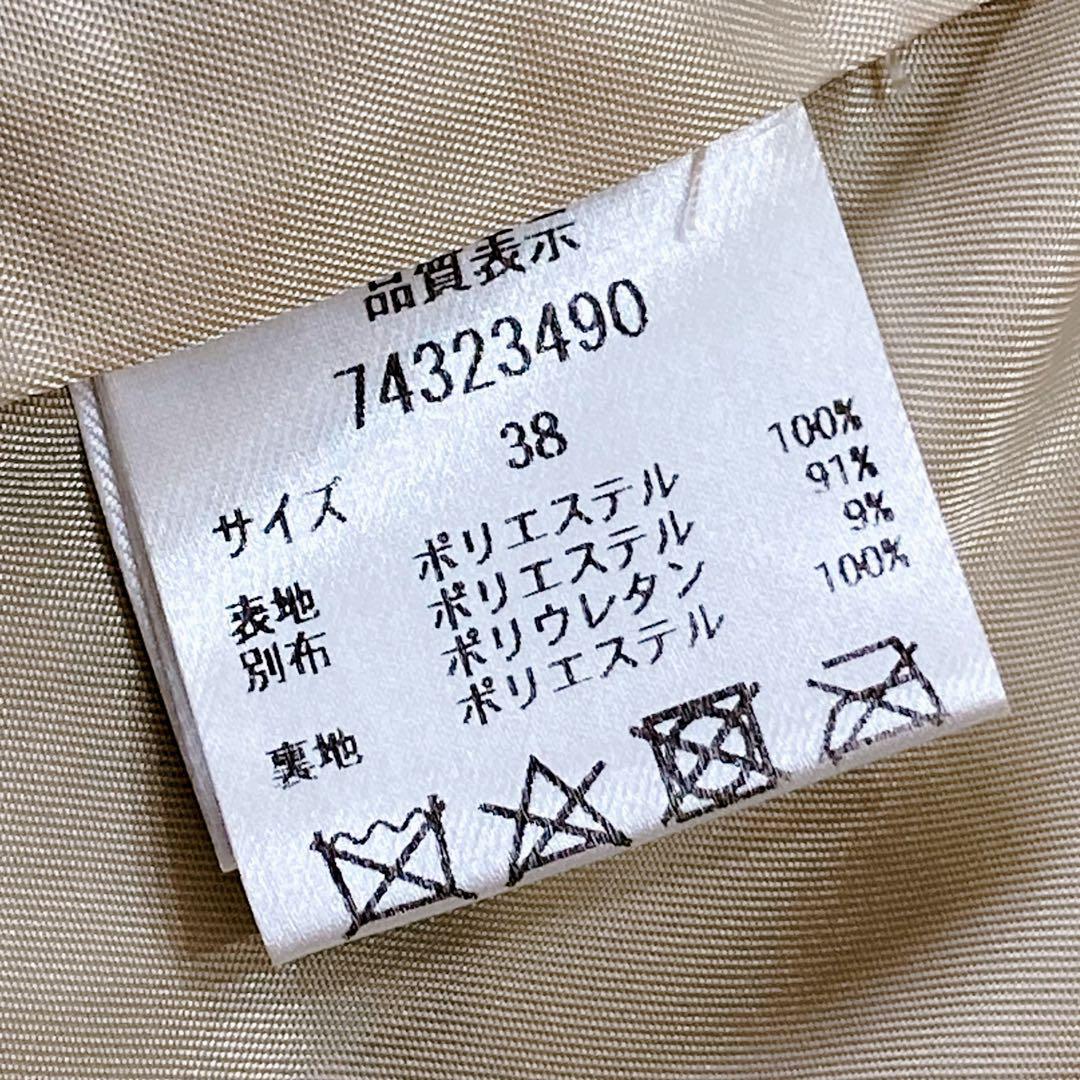 品質表示
74323490
サイズ 38
表地 ポリエステル 100%
別布 ポリエステル 91%
ポリウレタン 9%
裏地 ポリエステル 100%